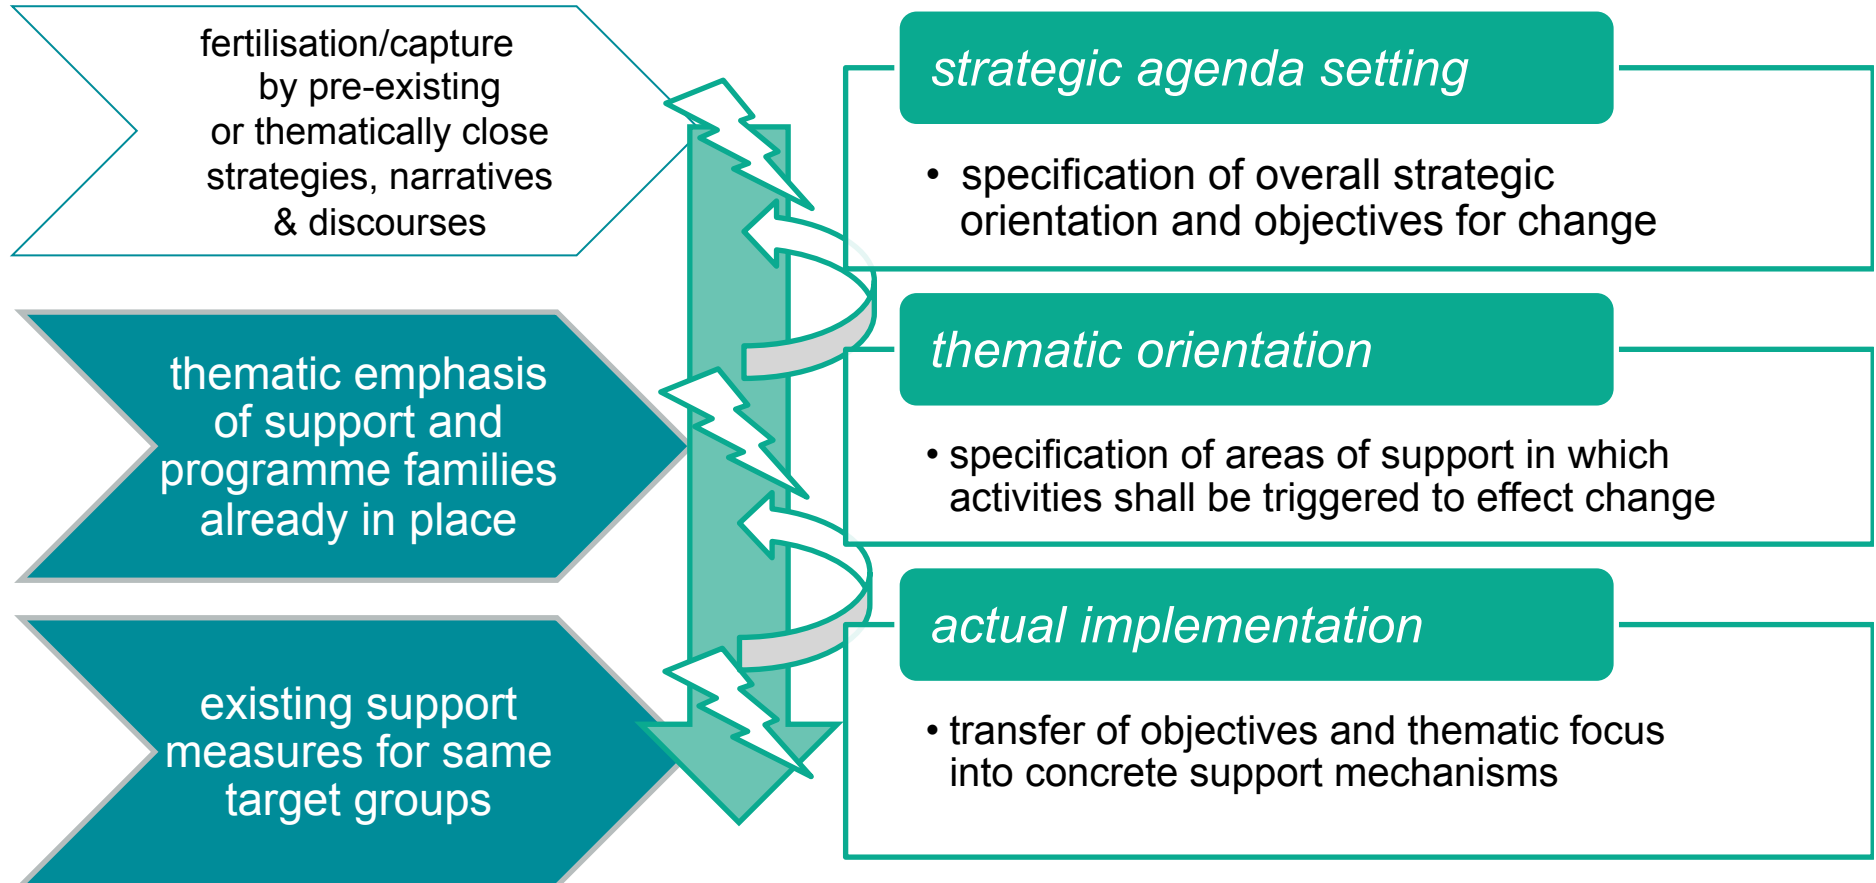 fertilisation/capture
by pre-existing
or thematically close
strategies, narratives
& discourses
strategic agenda setting
• specification of overall strategic
orientation and objectives for change
thematic emphasis
of support and
programme families
already in place
thematic orientation
• specification of areas of support in which
activities shall be triggered to effect change
existing support
measures for same
target groups
actual implementation
• transfer of objectives and thematic focus
into concrete support mechanisms